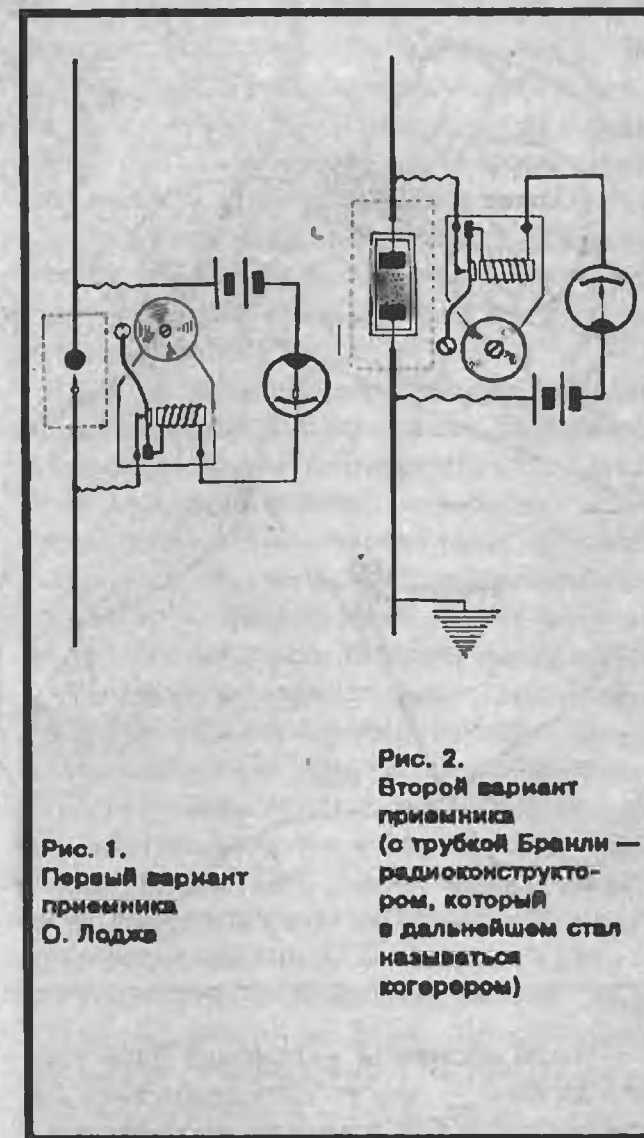 Рис. 1.
Первый вариант
приемника
О. Лоджа
Рис. 2.
Второй вариант
приемника
(с трубкой Бранли —
радиоконструкто-
ром, который
в дальнейшем стал
называться
когерером)